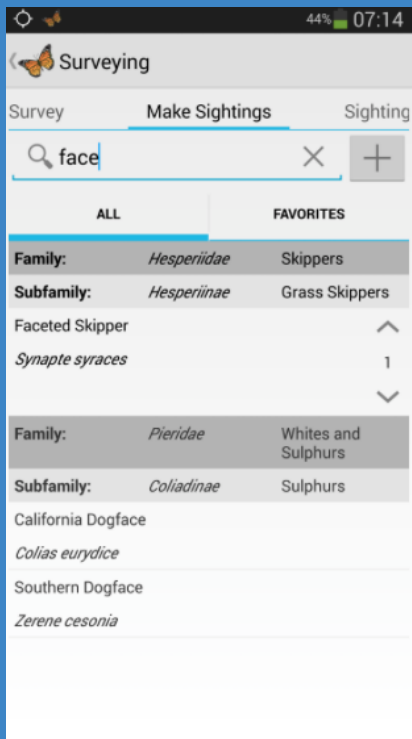 44% 07:14
Surveying
Survey Make Sightings Sighting
face
ALL FAVORITES
Family: Hesperiidae Skippers
Subfamily: Hesperiinae Grass Skippers
Faceted Skipper
Synapte syraces 1
Family: Pieridae Whites and
Sulphurs
Subfamily: Coliadinae Sulphurs
California Dogface
Colias eurydice
Southern Dogface
Zerene cesonia